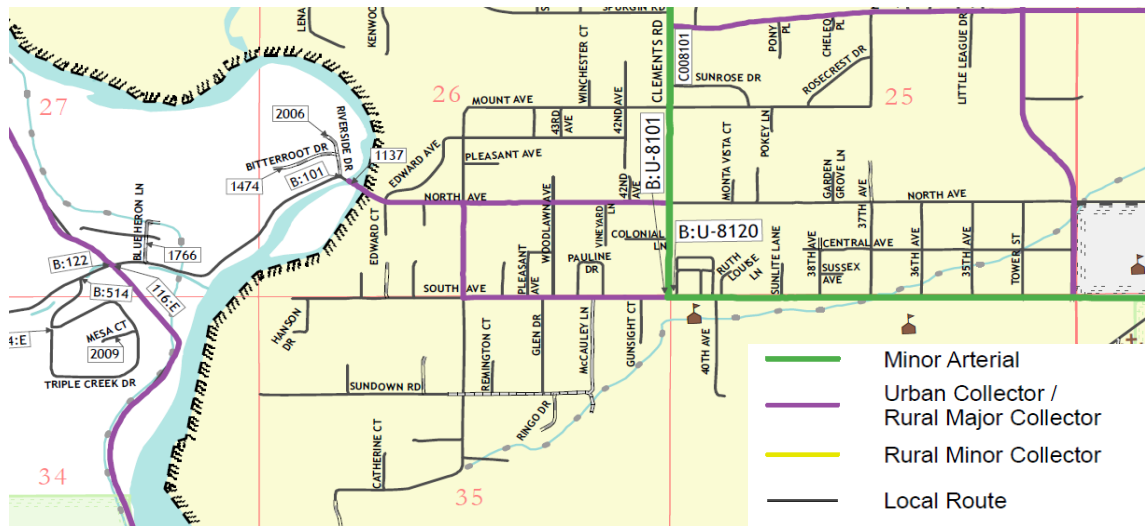 SPURGIN RD
LENA
KENWOO
CLEMENTS RD
C008101
PONY PL
CHELEQ PL
LITTLE LEAGUE DR
ROSECREST DR
SUNROSE DR
WINCHESTER CT
27
26
25
MOUNT AVE
42ND AVE
43RD AVE
2006
RIVERSIDE DR
1137
BITTERROOT DR
1474
B:101
EDWARD AVE
PLEASANT AVE
42ND AVE
B:U-8101
MONTA VSTA CT
POKEY LN
GARDEN GROVE LN
37TH AVE
NORTH AVE
NORTH AVE
BLUE HERON LN
1766
EDWARD CT
WOODLAWN AVE
VINEYARD LN
COLONIAL LN
B:U-8120
RUTH LOUSE LN
SUNLITE LANE
38TH AVE
CENTRAL AVE
SUSSEX AVE
36TH AVE
35TH AVE
TOWER ST
B:122
B:514
116:E
PLEASANT AVE
PAULINE DR
SOUTH AVE
4:E
MESA CT
2009
TRIPLE CREEK DR
HANSON DR
REMINGTON CT
GLEN DR
McCAULEY LN
GUNSIGHT CT
40TH AVE
SUNDOWN RD
RINGO DR
CATHERINE CT
34
35
Minor Arterial
Urban Collector /
Rural Major Collector
Rural Minor Collector
Local Route